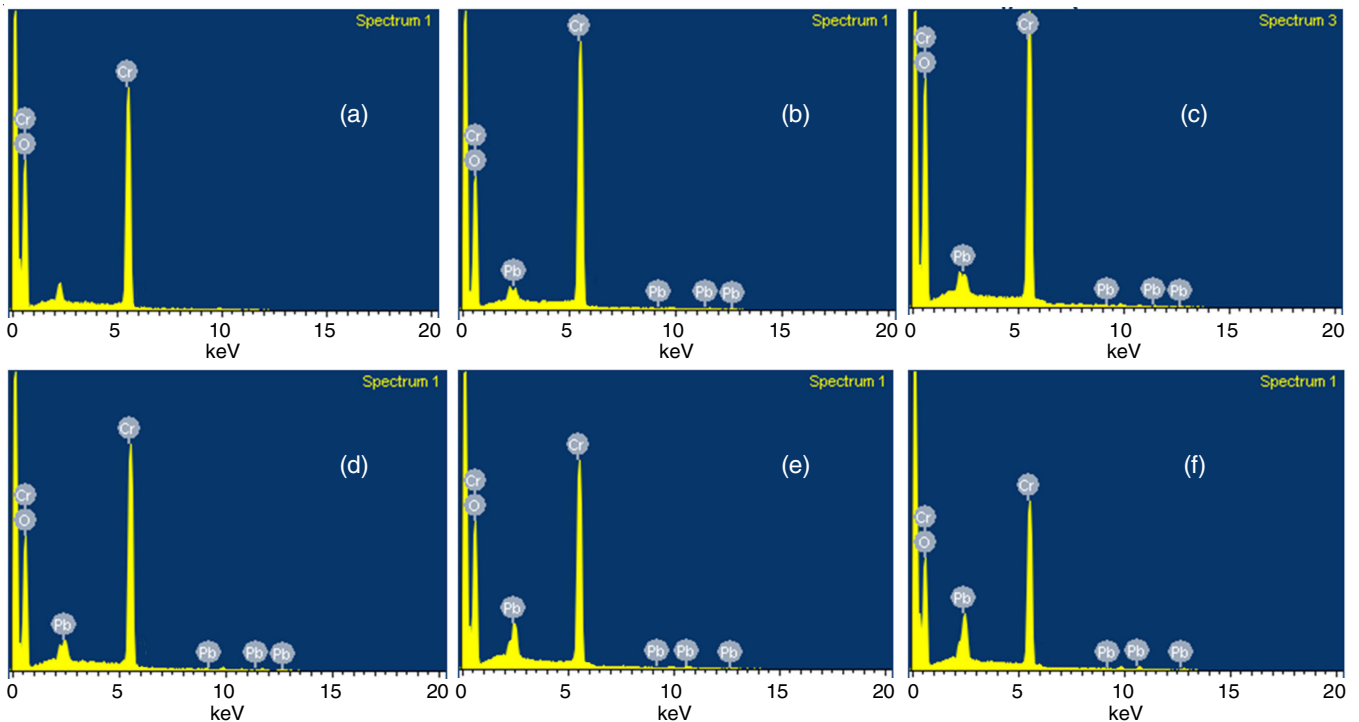 Spectrum 1
Cr
Cr
O
(a)
0 5 10 15 20
keV
Spectrum 1
Cr
Cr
O
Pb
Pb Pb Pb
(b)
0 5 10 15 20
keV
Spectrum 3
Cr
Cr
O
Pb
Pb Pb Pb
(c)
0 5 10 15 20
keV
Spectrum 1
Cr
Cr
O
Pb
Pb Pb Pb
(d)
0 5 10 15 20
keV
Spectrum 1
Cr
Cr
O
Pb
Pb Pb Pb
(e)
0 5 10 15 20
keV
Spectrum 1
Cr
Cr
O
Pb
Pb Pb Pb
(f)
0 5 10 15 20
keV